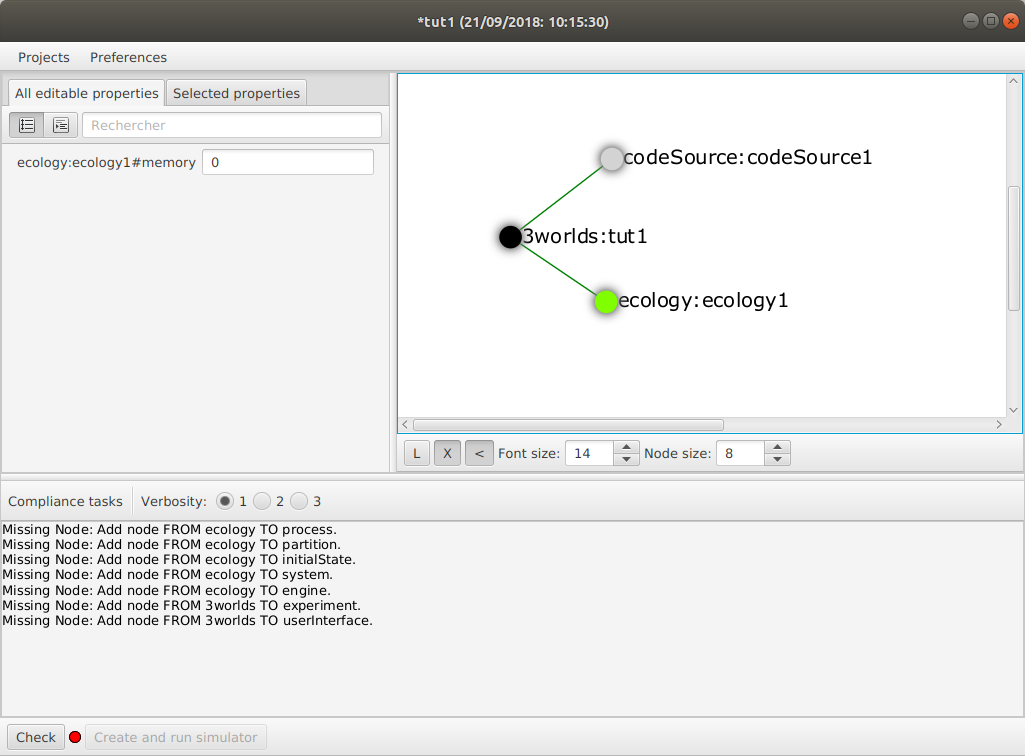 *tut1 (21/09/2018: 10:15:30)
Projects Preferences
All editable properties Selected properties
Rechercher
ecology:ecology1#memory 0
codeSource:codeSource1
3worlds:tut1
ecology:ecology1
L X < Font size: 14 Node size: 8
Compliance tasks Verbosity: 1 2 3
Missing Node: Add node FROM ecology TO process.
Missing Node: Add node FROM ecology TO partition.
Missing Node: Add node FROM ecology TO initialState.
Missing Node: Add node FROM ecology TO system.
Missing Node: Add node FROM ecology TO engine.
Missing Node: Add node FROM 3worlds TO experiment.
Missing Node: Add node FROM 3worlds TO userInterface.
Check Create and run simulator